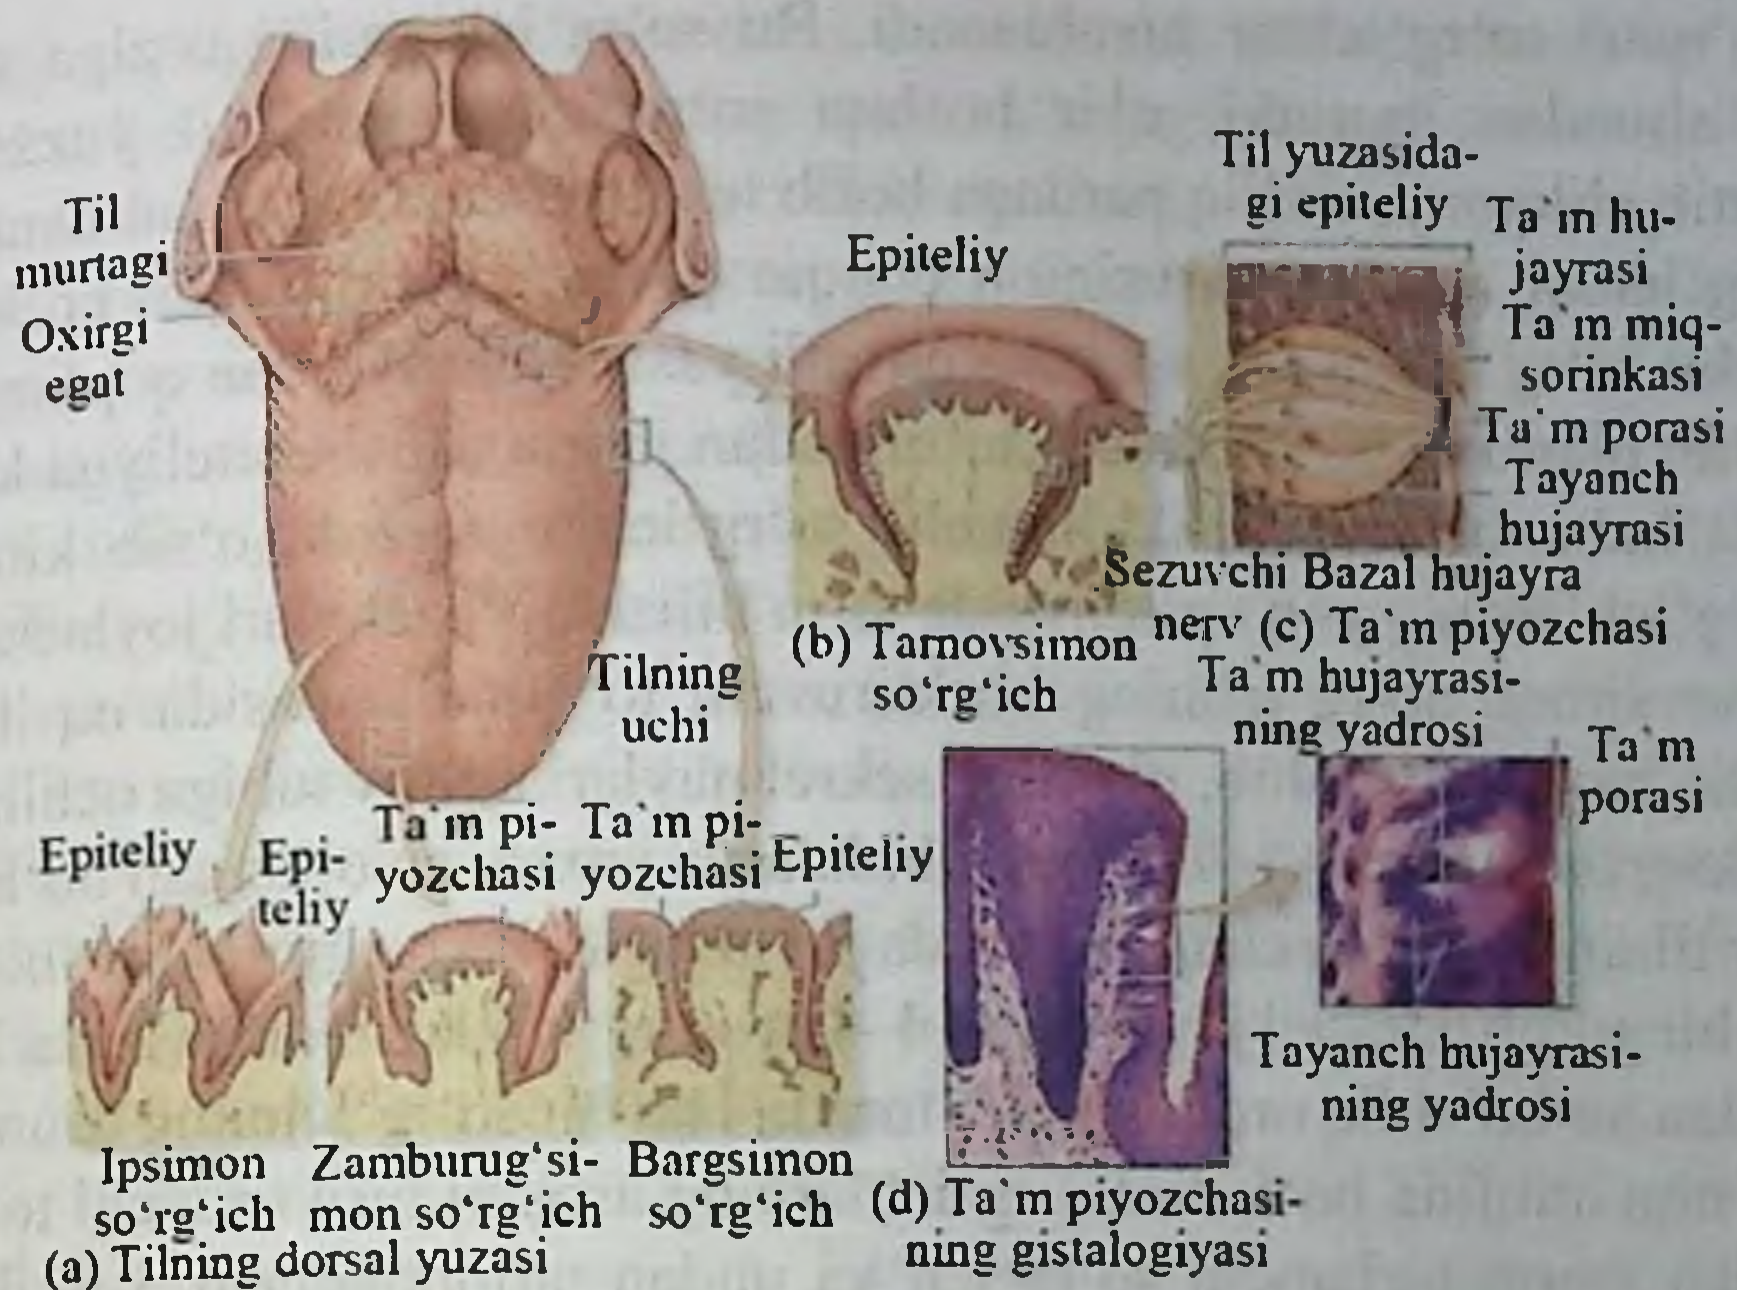 Til
murtagi
Oxirgi
egat
Epiteliy
Til yuzasida-
gi epiteliy
Ta`m hu-
jayrasi
Ta`m miq-
sorinkasi
Ta`m porasi
Tayanch
hujayrasi
Sezuvchi
nerv
Bazal hujayra
(b) Tarnovsimon
so‘rg‘ich
(c) Ta`m piyozchasi
Tilning
uchi
Ta`m hujayrasi-
ning yadrosi
Ta`m
porasi
Epiteliy
Epi-
teliy
Ta`m pi-
yozchasi
Ta`m pi-
yozchasi
Epiteliy
Tayanch hujayrasi-
ning yadrosi
Ipsimon
so‘rg‘ich
Zamburug‘si-
mon so‘rg‘ich
Bargsimon
so‘rg‘ich
(a) Tilning dorsal yuzasi
(d) Ta`m piyozchasi-
ning gistalogiyasi